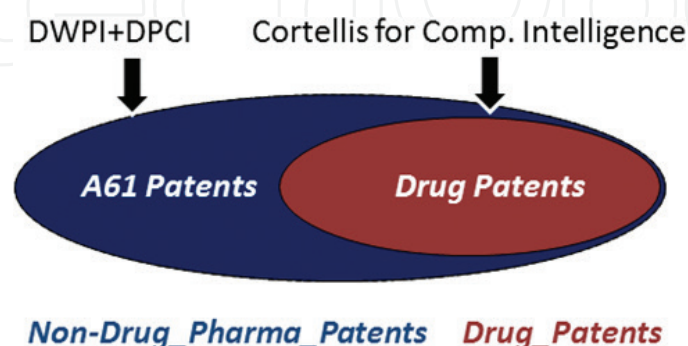 DWPI+DPCI Cortellis for Comp. Intelligence
A61 Patents Drug Patents
Non-Drug_Pharma_Patents Drug_Patents